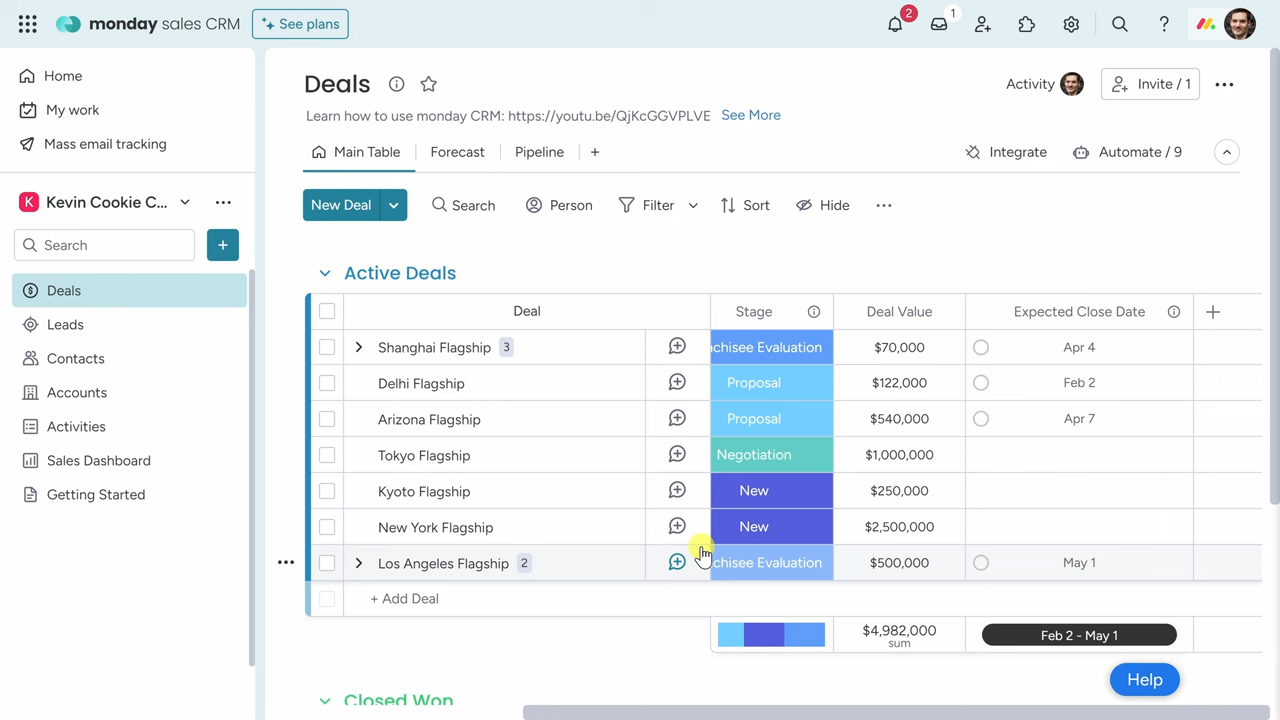 monday sales CRM
See plans
2
1
Home
My work
Mass email tracking
K
Kevin Cookie C...
Search
Deals
Leads
Contacts
Accounts
Activities
Sales Dashboard
Getting Started
Deals
Activity
Invite / 1
Learn how to use monday CRM: https://youtu.be/QjKcGGVPLVE See More
Main Table
Forecast
Pipeline
Integrate
Automate / 9
New Deal
Search
Person
Filter
Sort
Hide
Active Deals
Deal Stage Deal Value Expected Close Date
Shanghai Flagship 3 chisee Evaluation $70,000 Apr 4
Delhi Flagship Proposal $122,000 Feb 2
Arizona Flagship Proposal $540,000 Apr 7
Tokyo Flagship Negotiation $1,000,000
Kyoto Flagship New $250,000
New York Flagship New $2,500,000
Los Angeles Flagship 2 chisee Evaluation $500,000 May 1
+ Add Deal
$4,982,000 Feb 2 - May 1
sum
Help
Closed Won